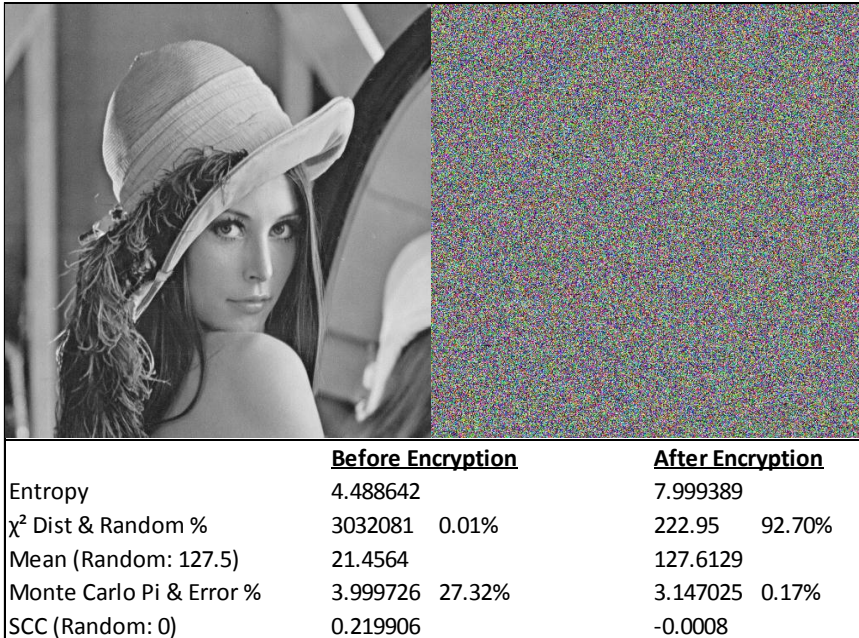 Before Encryption After Encryption
Entropy 4.488642 7.999389
χ² Dist & Random % 3032081 0.01% 222.95 92.70%
Mean (Random: 127.5) 21.4564 127.6129
Monte Carlo Pi & Error % 3.999726 27.32% 3.147025 0.17%
SCC (Random: 0) 0.219906 -0.0008